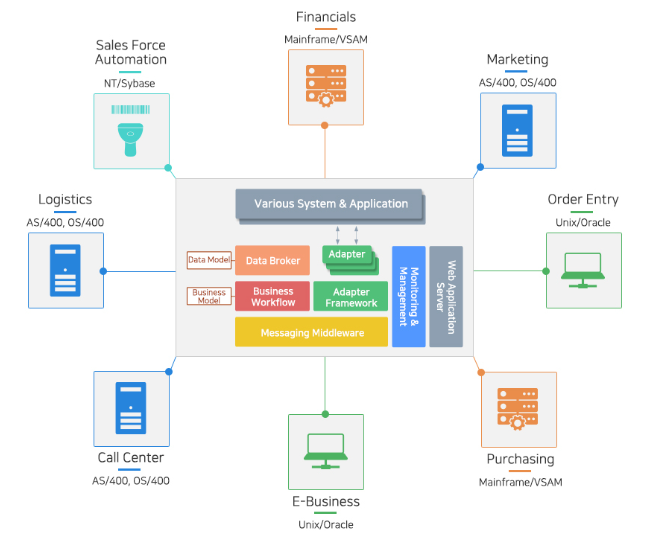 Financials
Mainframe/VSAM
Sales Force
Automation
NT/Sybase
Marketing
AS/400, OS/400
Logistics
AS/400, OS/400
Order Entry
Unix/Oracle
Various System & Application
Data Model
Data Broker
Adapter
Business
Model
Business
Workflow
Adapter
Framework
Messaging Middleware
Monitoring &
Management
Web Application
Server
Call Center
AS/400, OS/400
E-Business
Unix/Oracle
Purchasing
Mainframe/VSAM